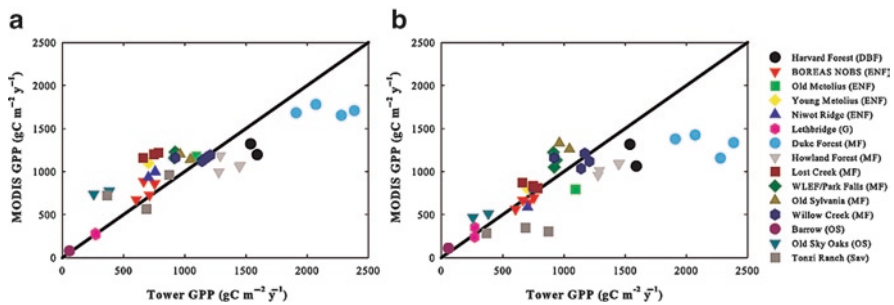 a
b
2500
2000
1500
1000
500
0
MODIS GPP (gC m⁻² y⁻¹)
0 500 1000 1500 2000 2500
Tower GPP (gC m⁻² y⁻¹)
2500
2000
1500
1000
500
0
MODIS GPP (gC m⁻² y⁻¹)
0 500 1000 1500 2000 2500
Tower GPP (gC m⁻² y⁻¹)
Harvard Forest (DBF)
BOREAS NOBS (ENF)
Old Metolius (ENF)
Young Metolius (ENF)
Niwot Ridge (ENF)
Lethbridge (G)
Duke Forest (MF)
Howland Forest (MF)
Lost Creek (MF)
WLEF/Park Falls (MF)
Old Sylvania (MF)
Willow Creek (MF)
Barrow (OS)
Old Sky Oaks (OS)
Tonzi Ranch (Sav)